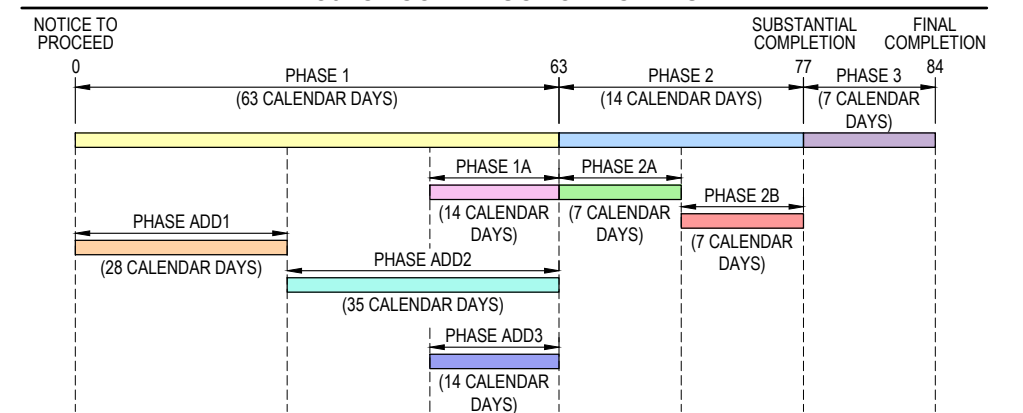 NOTICE TO
PROCEED
SUBSTANTIAL
COMPLETION
FINAL
COMPLETION
0
PHASE 1
(63 CALENDAR DAYS)
63
PHASE 2
(14 CALENDAR DAYS)
77
PHASE 3
(7 CALENDAR
DAYS)
84
PHASE 1A
(14 CALENDAR
DAYS)
PHASE 2A
(7 CALENDAR
DAYS)
PHASE 2B
(7 CALENDAR
DAYS)
PHASE ADD1
(28 CALENDAR DAYS)
PHASE ADD2
(35 CALENDAR DAYS)
PHASE ADD3
(14 CALENDAR
DAYS)